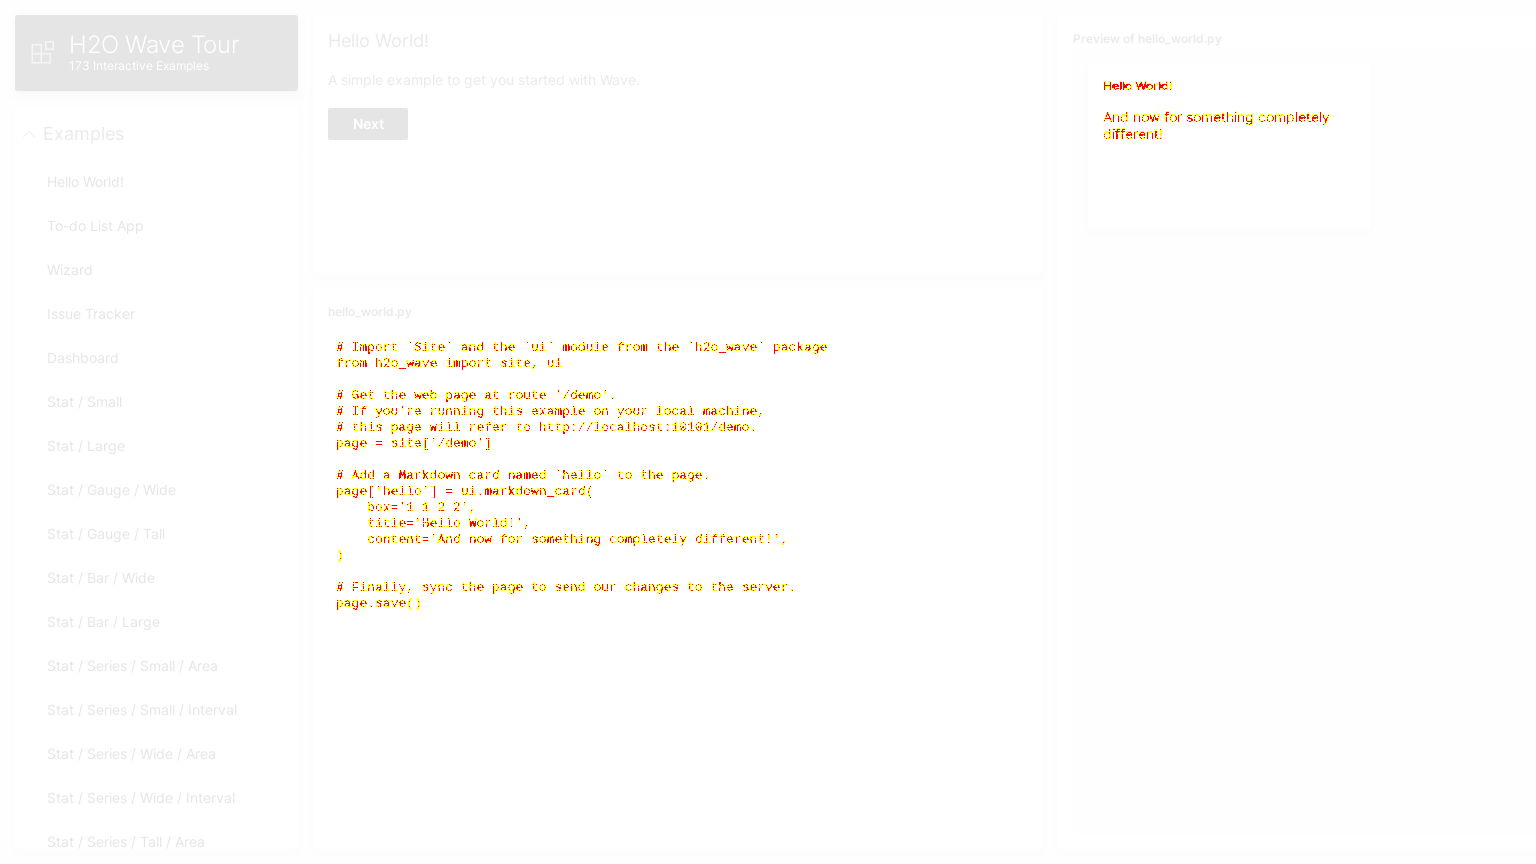 H2O Wave Tour
173 Interactive Examples
Examples
Hello World!
To-do List App
Wizard
Issue Tracker
Dashboard
Stat / Small
Stat / Large
Stat / Gauge / Wide
Stat / Gauge / Tall
Stat / Bar / Wide
Stat / Bar / Large
Stat / Series / Small / Area
Stat / Series / Small / Interval
Stat / Series / Wide / Area
Stat / Series / Wide / Interval
Stat / Series / Tall / Area
Hello World!
A simple example to get you started with Wave.
Next
hello_world.py
# Import `Site` and the `ui` module from the `h2o_wave` package
from h2o_wave import site, ui
# Get the web page at route '/demo'.
# If you're running this example on your local machine,
# this page will refer to http://localhost:10101/demo.
page = site['/demo']
# Add a Markdown card named `hello` to the page.
page['hello'] = ui.markdown_card(
    box='1 1 2 2',
    title='Hello World!',
    content='And now for something completely different!',
)
# Finally, sync the page to send our changes to the server.
page.save()
Preview of hello_world.py
Hello World!
And now for something completely
different!